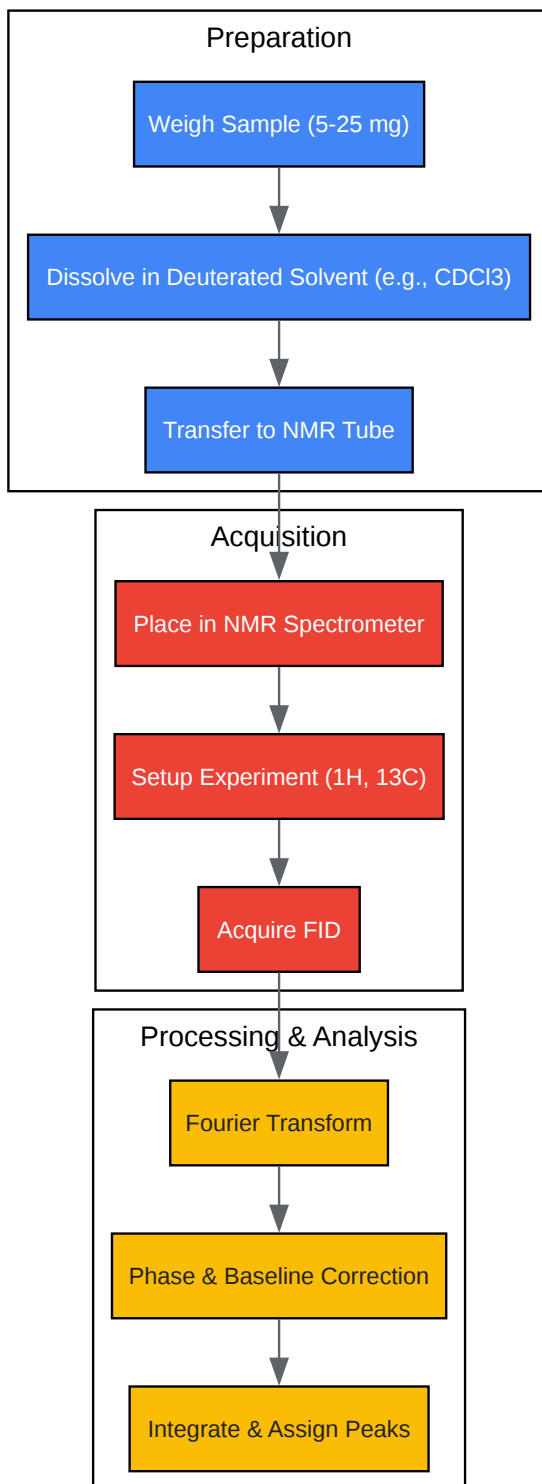 Preparation
Weigh Sample (5-25 mg)
Dissolve in Deuterated Solvent (e.g., CDCl3)
Transfer to NMR Tube
Acquisition
Place in NMR Spectrometer
Setup Experiment (1H, 13C)
Acquire FID
Processing & Analysis
Fourier Transform
Phase & Baseline Correction
Integrate & Assign Peaks